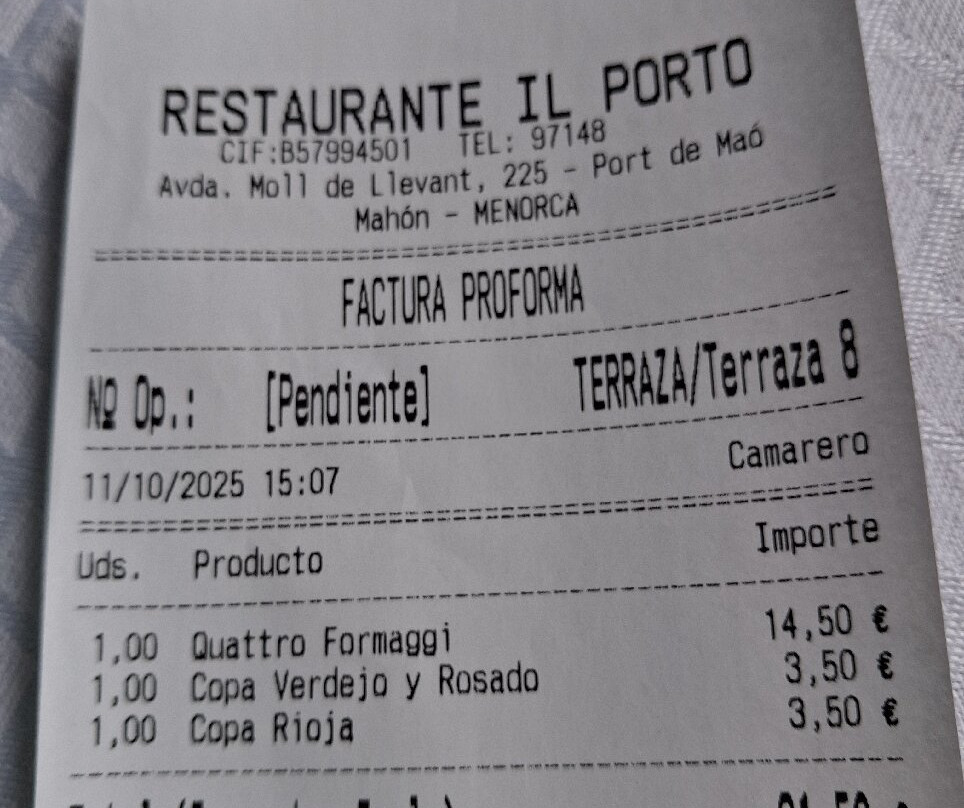 RESTAURANTE IL PORTO
CIF:B57994501 TEL: 97148
Avda. Moll de Llevant, 225 - Port de Maó
Mahón - MENORCA
FACTURA PROFORMA
Nº Op.: [Pendiente] TERRAZA/Terraza 8
11/10/2025 15:07 Camarero
Uds. Producto Importe
1,00 Quattro Formaggi 14,50 €
1,00 Copa Verdejo y Rosado 3,50 €
1,00 Copa Rioja 3,50 €